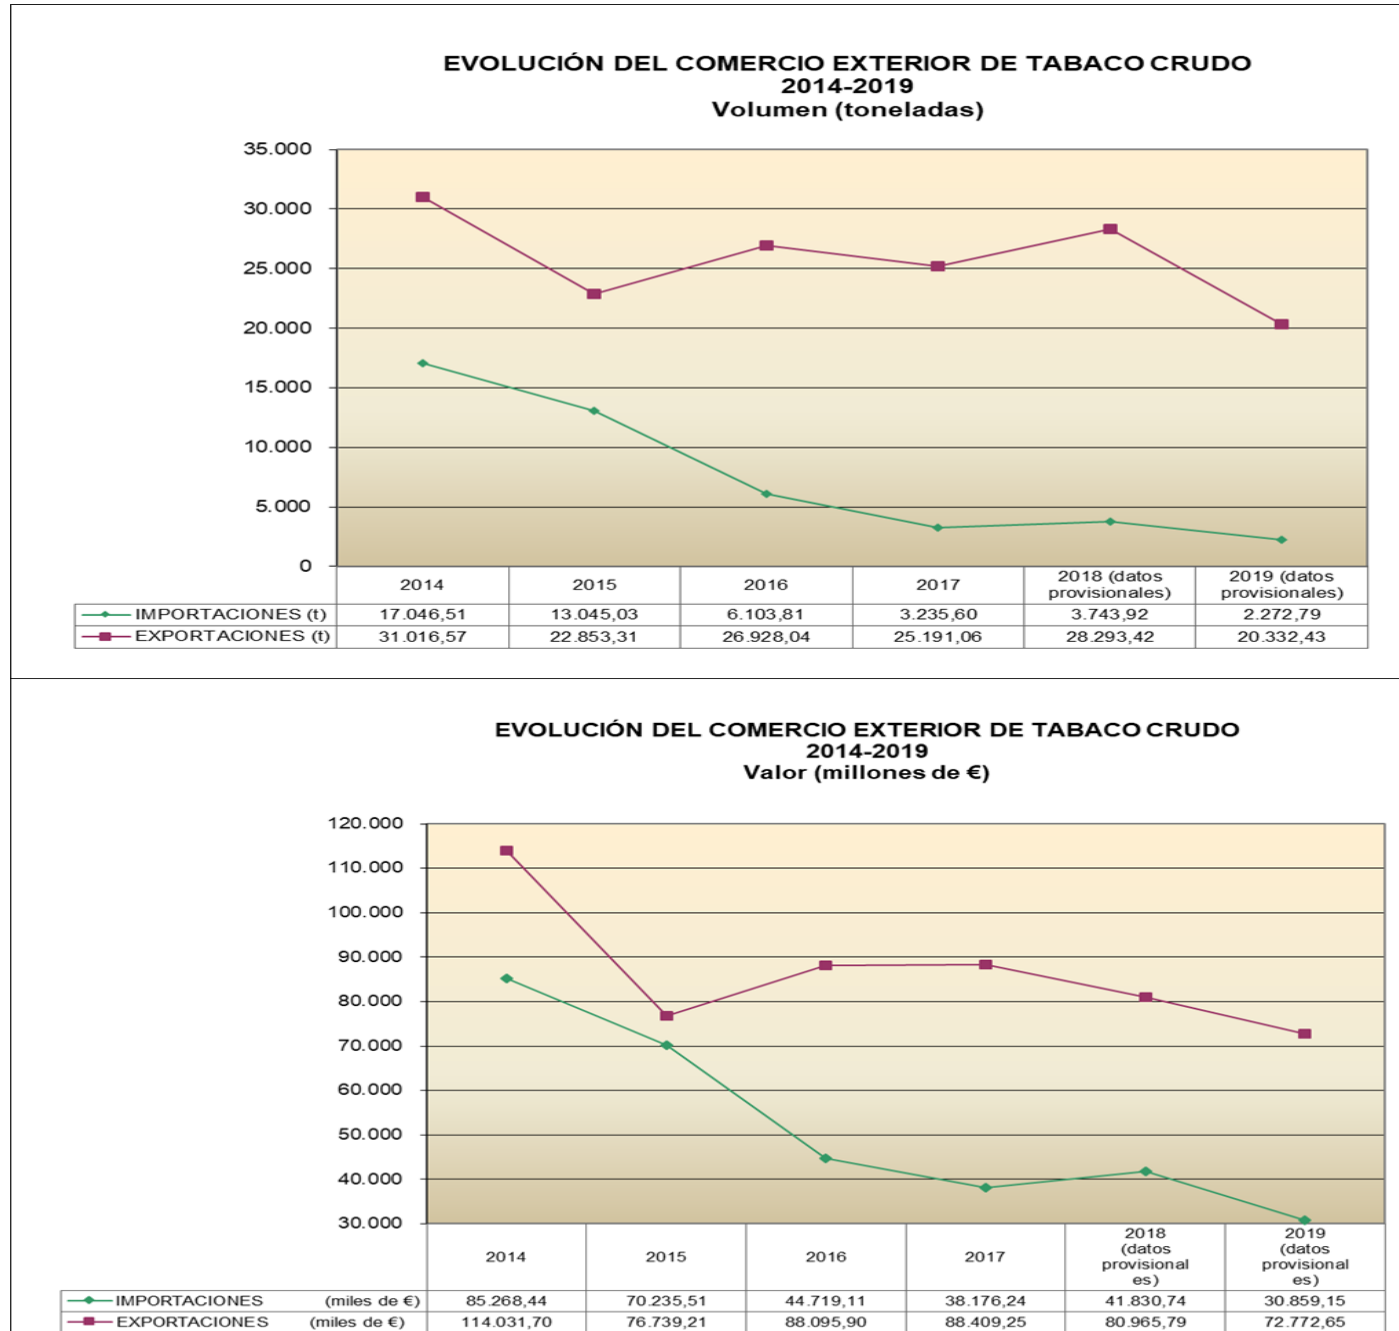 EVOLUCIÓN DEL COMERCIO EXTERIOR DE TABACO CRUDO
2014-2019
Volumen (toneladas)
35.000
30.000
25.000
20.000
15.000
10.000
5.000
0
2014 2015 2016 2017 2018 (datos provisionales) 2019 (datos provisionales)
IMPORTACIONES (t) 17.046,51 13.045,03 6.103,81 3.235,60 3.743,92 2.272,79
EXPORTACIONES (t) 31.016,57 22.853,31 26.928,04 25.191,06 28.293,42 20.332,43
EVOLUCIÓN DEL COMERCIO EXTERIOR DE TABACO CRUDO
2014-2019
Valor (millones de €)
120.000
110.000
100.000
90.000
80.000
70.000
60.000
50.000
40.000
30.000
2014 2015 2016 2017 2018 (datos provisional es) 2019 (datos provisional es)
IMPORTACIONES (miles de €) 85.268,44 70.235,51 44.719,11 38.176,24 41.830,74 30.859,15
EXPORTACIONES (miles de €) 114.031,70 76.739,21 88.095,90 88.409,25 80.965,79 72.772,65